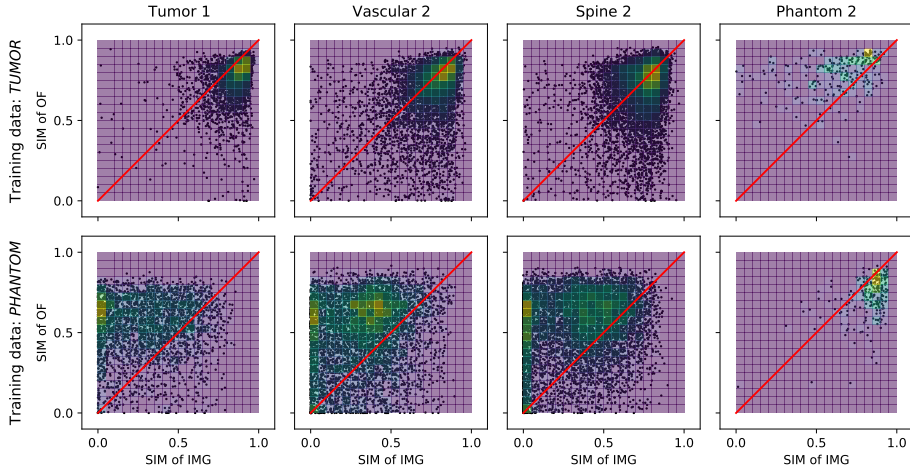 Tumor 1
Vascular 2
Spine 2
Phantom 2
Training data: TUMOR
SIM of OF
1.0
0.5
0.0
Training data: PHANTOM
SIM of OF
1.0
0.5
0.0
0.0 0.5 1.0
0.0 0.5 1.0
0.0 0.5 1.0
0.0 0.5 1.0
SIM of IMG
SIM of IMG
SIM of IMG
SIM of IMG